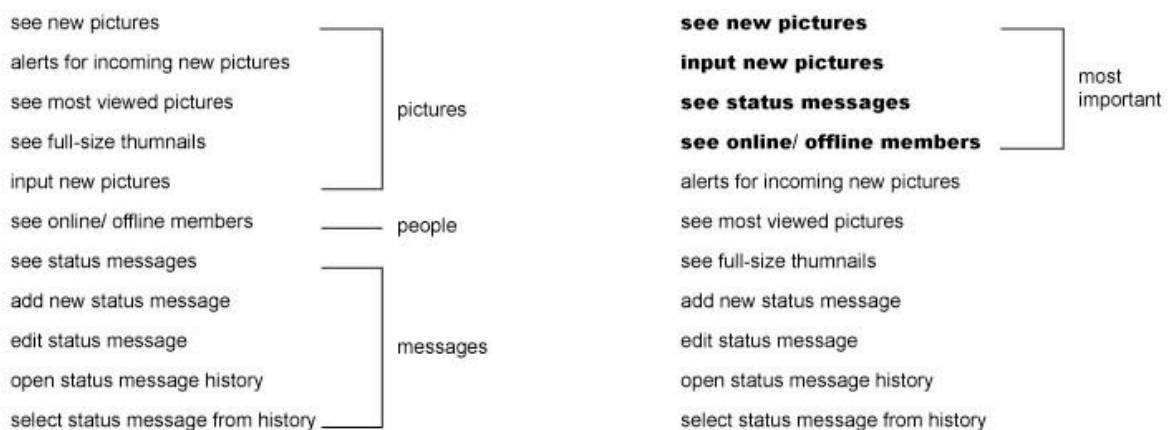 see new pictures
alerts for incoming new pictures
see most viewed pictures
see full-size thumnails
input new pictures
see online/ offline members
see status messages
add new status message
edit status message
open status message history
select status message from history
pictures
people
messages
see new pictures
input new pictures
see status messages
see online/ offline members
alerts for incoming new pictures
see most viewed pictures
see full-size thumnails
add new status message
edit status message
open status message history
select status message from history
most
important